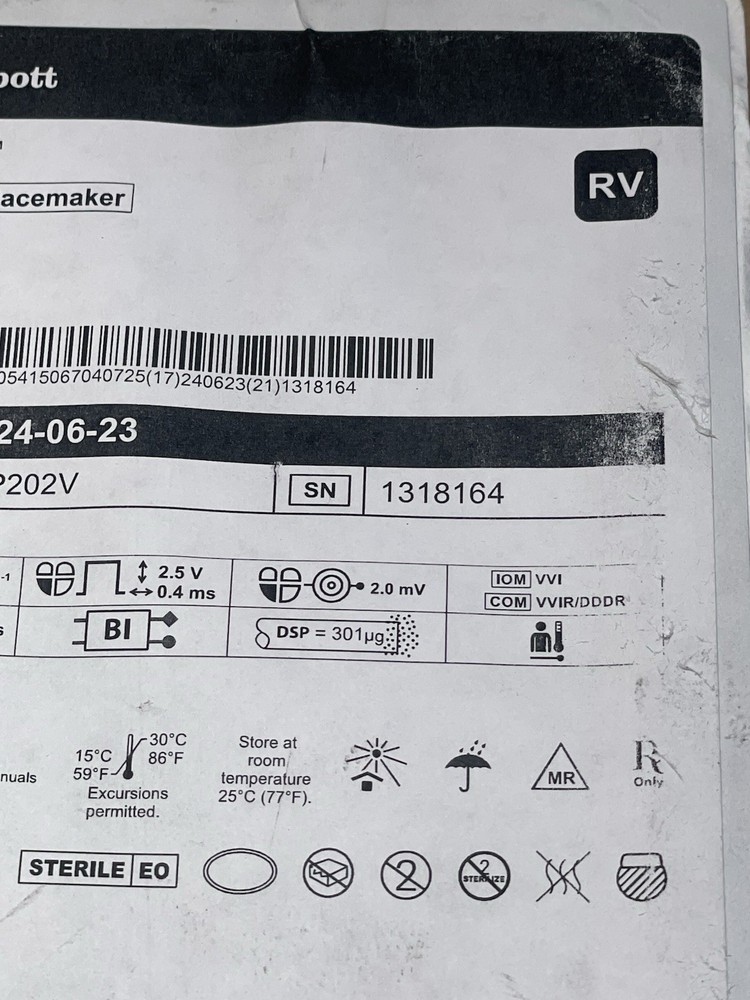 bott
acemaker
RV
05415067040725(17)240623(21)1318164
24-06-23
P202V
SN
1318164
-1
2.5 V
0.4 ms
2.0 mV
IOM VVI
COM VVIR/DDDR
s
BI
DSP = 301µg
nuals
15°C
59°F
30°C
86°F
Excursions
permitted.
Store at
room
temperature
25°C (77°F).
MR
R
Only
STERILE EO
2
2
STERILIZE